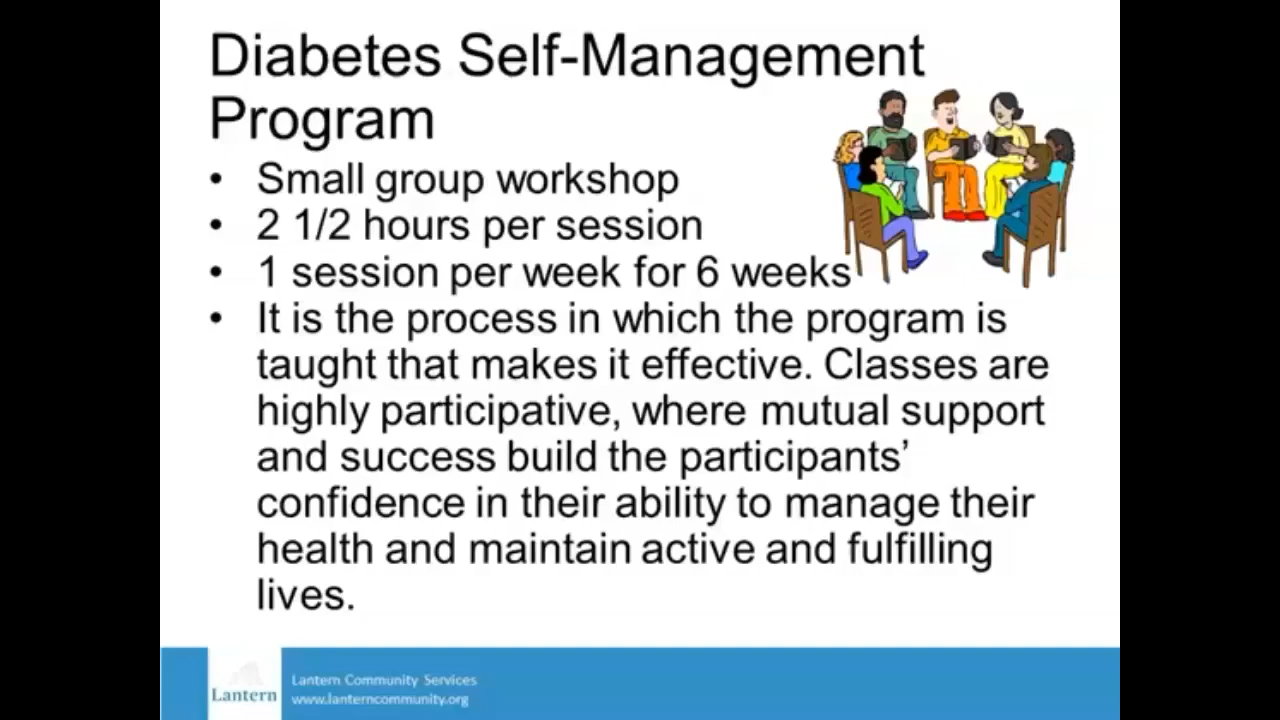 Diabetes Self-Management
Program
• Small group workshop
• 2 1/2 hours per session
• 1 session per week for 6 weeks
• It is the process in which the program is
taught that makes it effective. Classes are
highly participative, where mutual support
and success build the participants’
confidence in their ability to manage their
health and maintain active and fulfilling
lives.
Lantern
Lantern Community Services
www.lanterncommunity.org